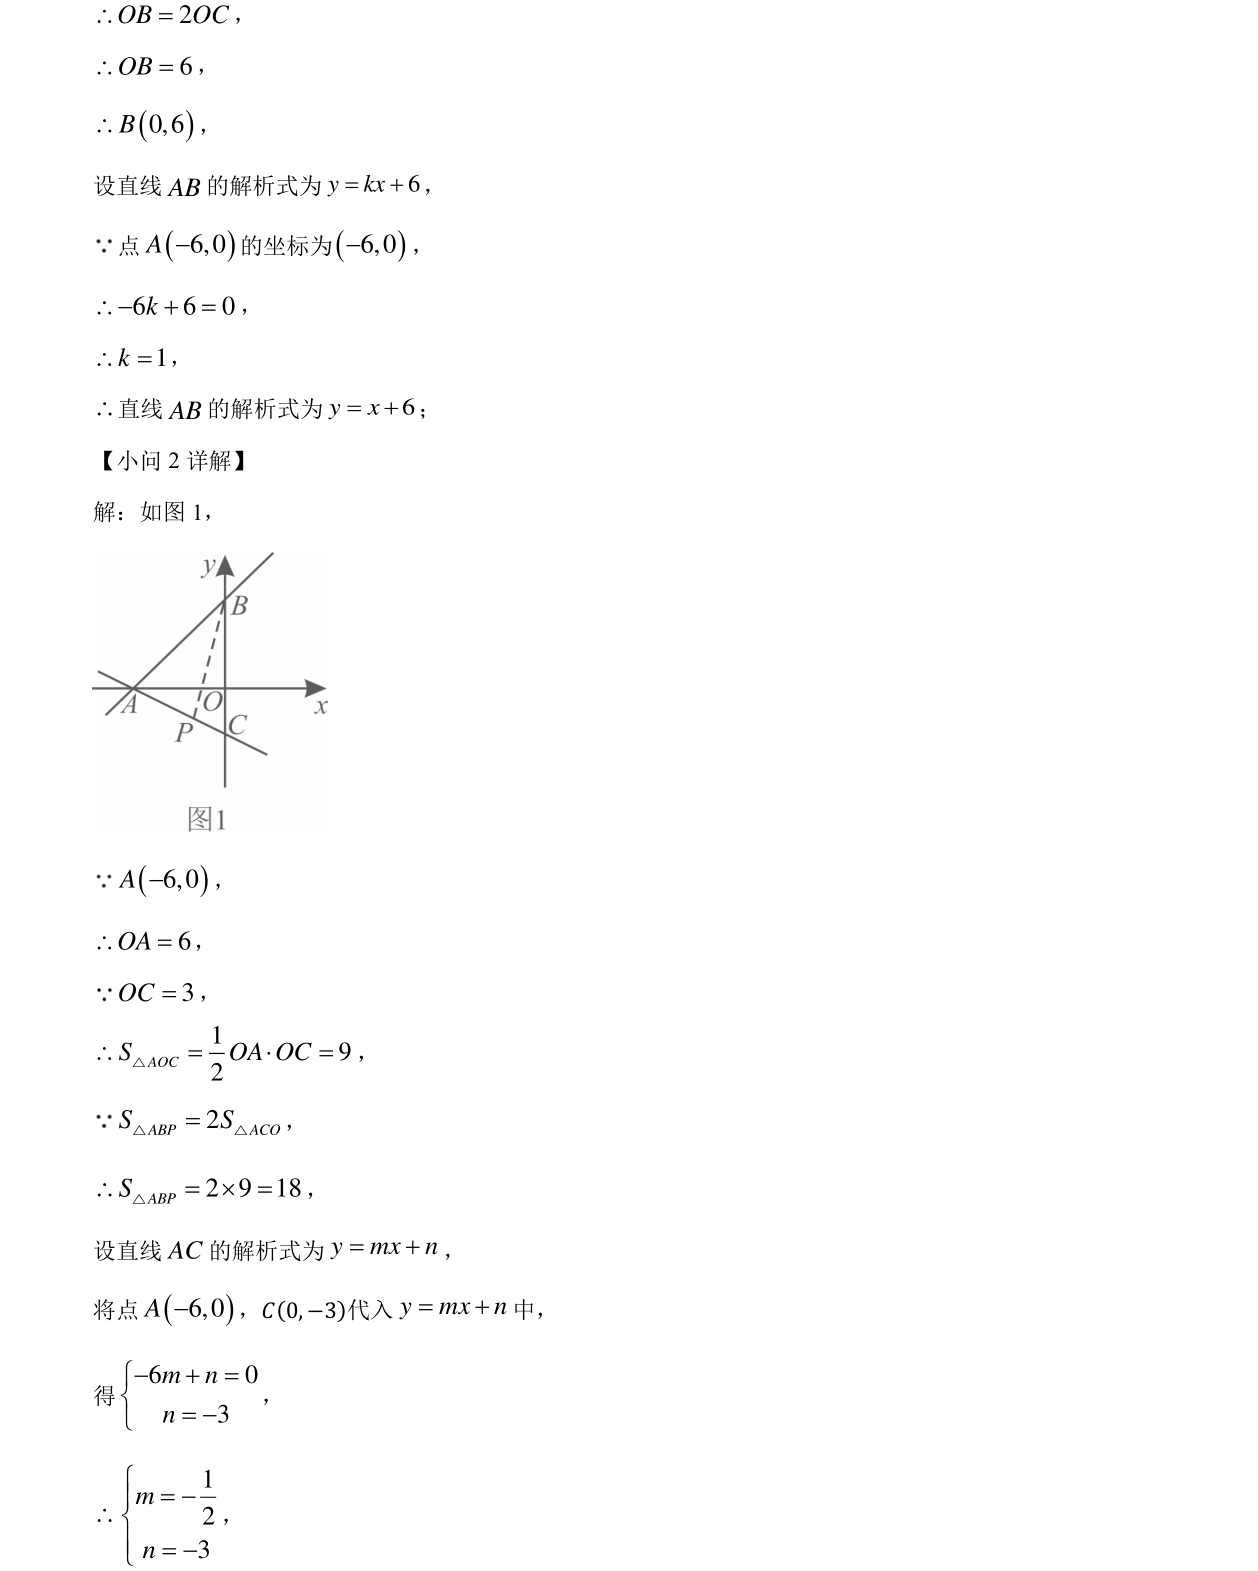 ∴OB=2OC，
∴OB=6，
∴B(0,6)，
设直线 AB 的解析式为 y=kx+6，
∵点 A(−6,0)的坐标为(−6,0)，
∴−6k+6=0，
∴k=1，
∴直线 AB 的解析式为 y=x+6；
【小问 2 详解】
解：如图 1，
y
B
A
O
x
P
C
图1
∵A(−6,0)，
∴OA=6，
∵OC=3，
∴S△AOC=1/2 OA·OC=9，
∵S△ABP=2S△ACO，
∴S△ABP=2×9=18，
设直线 AC 的解析式为 y=mx+n，
将点 A(−6,0)，C(0,−3)代入 y=mx+n 中，
得{−6m+n=0
n=−3，
∴{m=−1/2
n=−3，